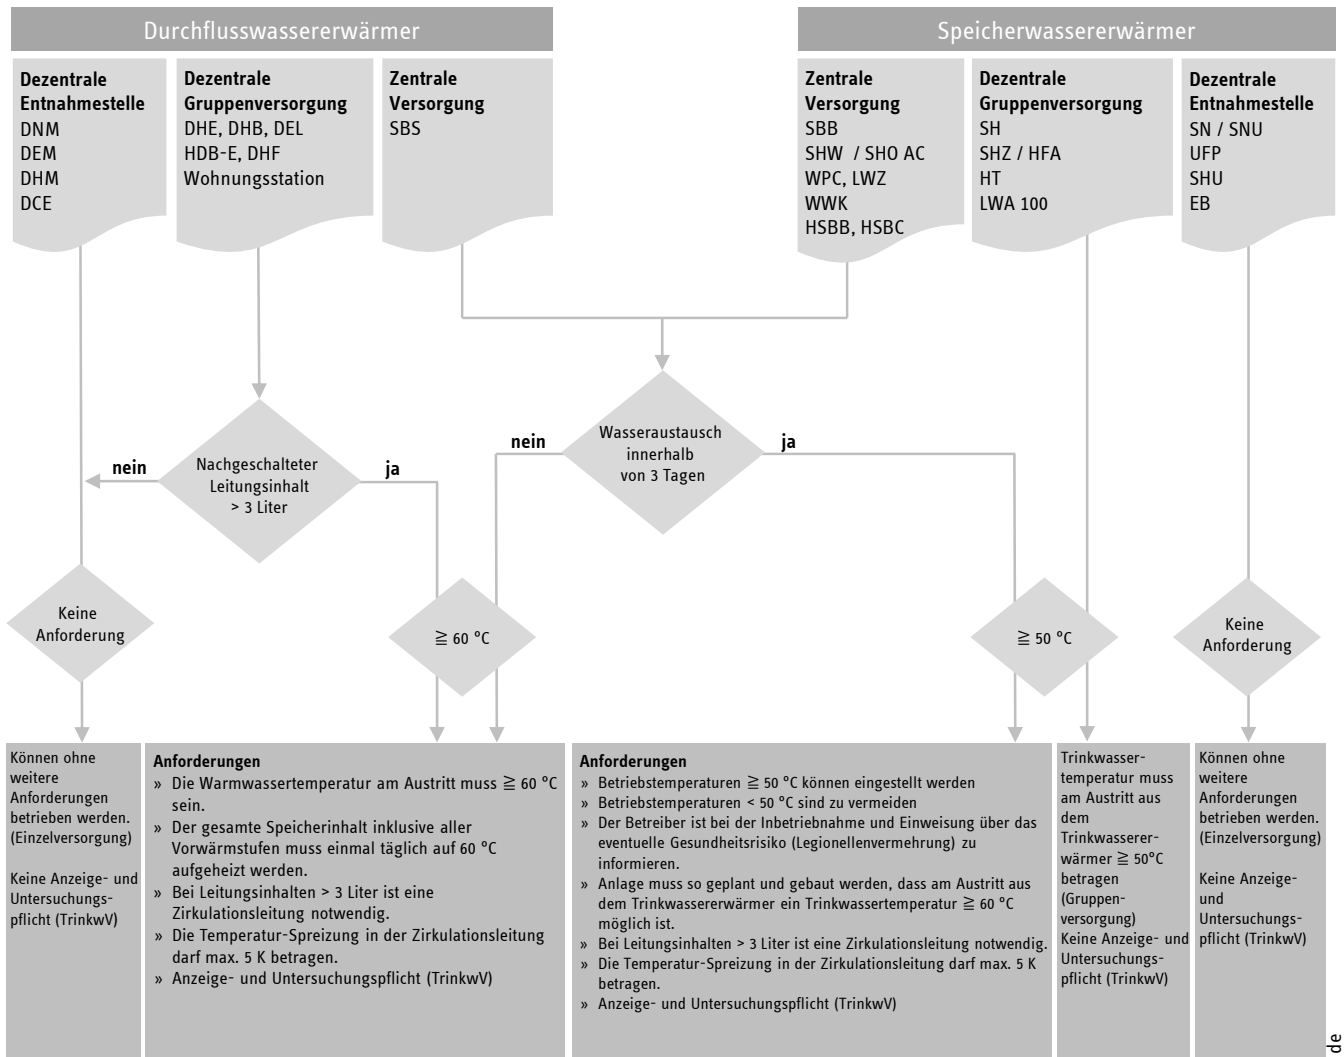 Durchflusswassererwärmer
Speicherwassererwärmer
Dezentrale
Entnahmestelle
DNM
DEM
DHM
DCE
Dezentrale
Gruppenversorgung
DHE, DHB, DEL
HDB-E, DHF
Wohnungsstation
Zentrale
Versorgung
SBS
Zentrale
Versorgung
SBB
SHW / SHO AC
WPC, LWZ
WWK
HSBB, HSBC
Dezentrale
Gruppenversorgung
SH
SHZ / HFA
HT
LWA 100
Dezentrale
Entnahmestelle
SN / SNU
UFP
SHU
EB
nein
Nachgeschalteter
Leitungsinhalt
> 3 Liter
ja
nein
Wasseraustausch
innerhalb
von 3 Tagen
ja
Keine
Anforderung
≧ 60 °C
≧ 50 °C
Keine
Anforderung
Können ohne
weitere
Anforderungen
betrieben werden.
(Einzelversorgung)
Keine Anzeige- und
Untersuchungs-
pflicht (TrinkwV)
Anforderungen
» Die Warmwassertemperatur am Austritt muss ≧ 60 °C
sein.
» Der gesamte Speicherinhalt inklusive aller
Vorwärmstufen muss einmal täglich auf 60 °C
aufgeheizt werden.
» Bei Leitungsinhalten > 3 Liter ist eine
Zirkulationsleitung notwendig.
» Die Temperatur-Spreizung in der Zirkulationsleitung
darf max. 5 K betragen.
» Anzeige- und Untersuchungspflicht (TrinkwV)
Anforderungen
» Betriebstemperaturen ≧ 50 °C können eingestellt werden
» Betriebstemperaturen < 50 °C sind zu vermeiden
» Der Betreiber ist bei der Inbetriebnahme und Einweisung über das
eventuelle Gesundheitsrisiko (Legionellenvermehrung) zu
informieren.
» Anlage muss so geplant und gebaut werden, dass am Austritt aus
dem Trinkwassererwärmer ein Trinkwassertemperatur ≧ 60 °C
möglich ist.
» Bei Leitungsinhalten > 3 Liter ist eine Zirkulationsleitung notwendig.
» Die Temperatur-Spreizung in der Zirkulationsleitung darf max. 5 K
betragen.
» Anzeige- und Untersuchungspflicht (TrinkwV)
Trinkwasser-
temperatur muss
am Austritt aus
dem
Trinkwasserer-
wärmer ≧ 50°C
betragen
(Gruppen-
versorgung)
Keine Anzeige- und
Untersuchungs-
pflicht (TrinkwV)
Können ohne
weitere
Anforderungen
betrieben werden.
(Einzelversorgung)
Keine Anzeige-
und
Untersuchungs-
pflicht (TrinkwV)
de